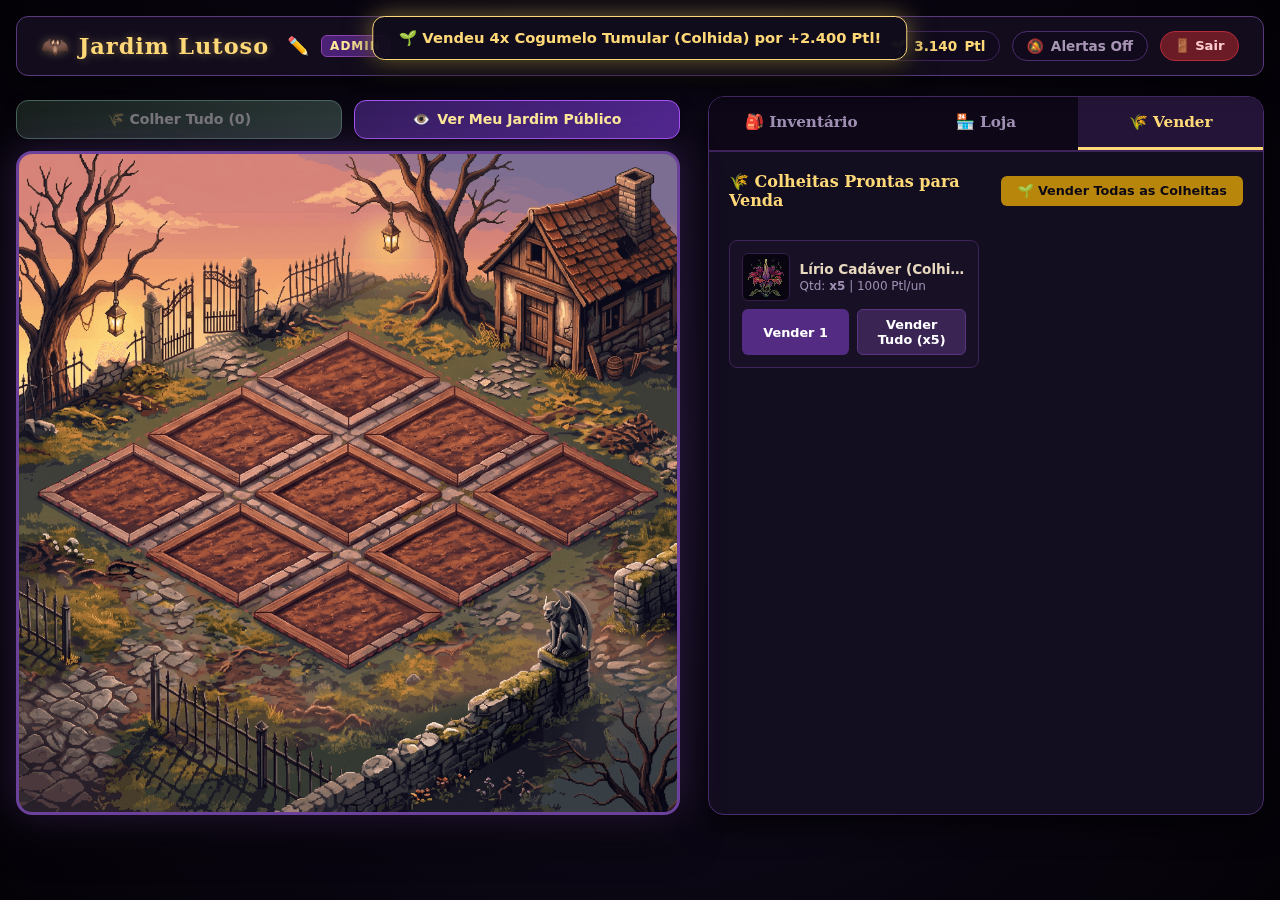 Jardim Lutoso
🌱 Vendeu 4x Cogumelo Tumular (Colhida) por +2.400 Ptl!
3.140 Ptl
Alertas Off
Sair
Colher Tudo (0)
Ver Meu Jardim Público
Inventário
Loja
Vender
Colheitas Prontas para
Venda
Vender Todas as Colheitas
Lírio Cadáver (Colhi...
Qtd: x5 | 1000 Ptl/un
Vender 1
Vender
Tudo (x5)